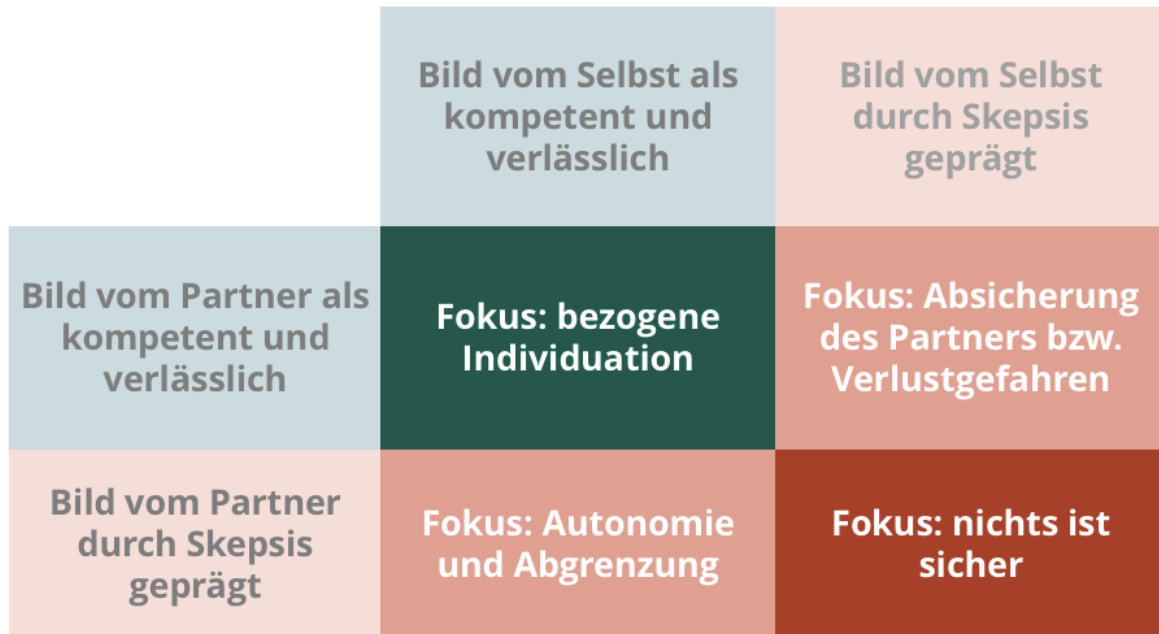 Bild vom Selbst als
kompetent und
verlässlich
Bild vom Selbst
durch Skepsis
geprägt
Bild vom Partner als
kompetent und
verlässlich
Fokus: bezogene
Individuation
Fokus: Absicherung
des Partners bzw.
Verlustgefahren
Bild vom Partner
durch Skepsis
geprägt
Fokus: Autonomie
und Abgrenzung
Fokus: nichts ist
sicher